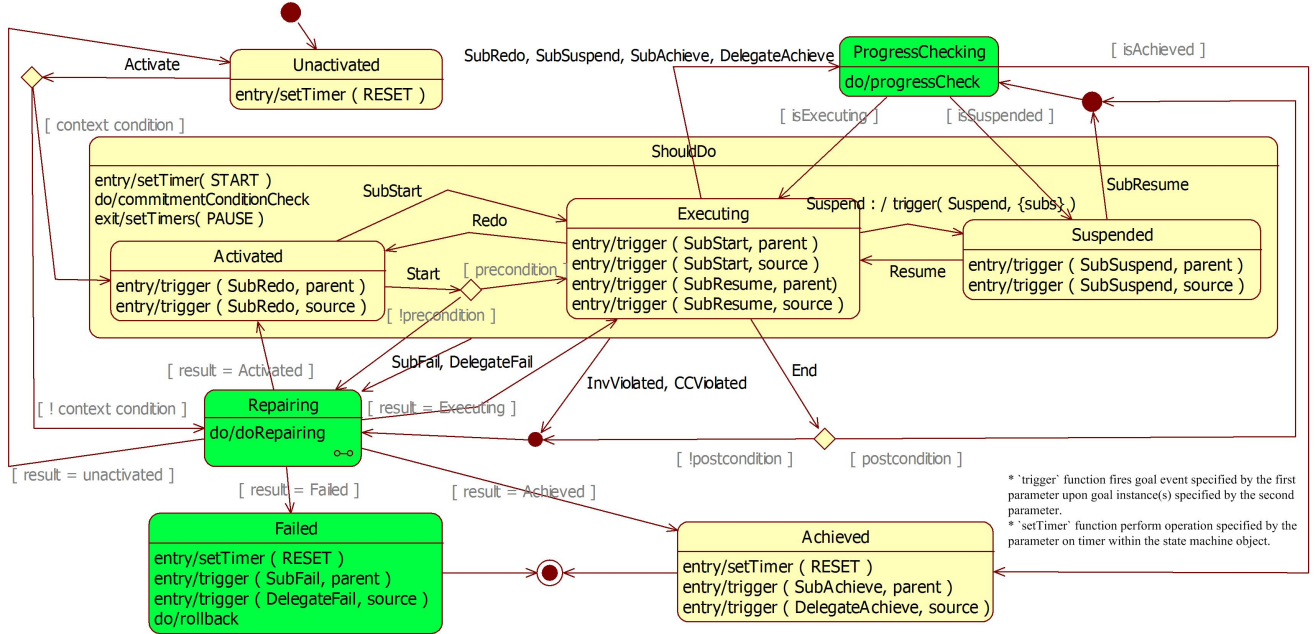 SubRedo, SubSuspend, SubAchieve, DelegateAchieve
ProgressChecking
do/progressCheck
[ isAchieved ]
Activate
Unactivated
entry/setTimer ( RESET )
[ context condition ]
[ isExecuting ]
[ isSuspended ]
ShouldDo
entry/setTimer( START )
do/commitmentConditionCheck
exit/setTimers( PAUSE )
SubStart
SubResume
Redo
Executing
entry/trigger ( SubStart, parent )
entry/trigger ( SubStart, source )
entry/trigger ( SubResume, parent)
entry/trigger ( SubResume, source )
Suspend : / trigger( Suspend, {subs} )
Suspended
entry/trigger ( SubSuspend, parent )
entry/trigger ( SubSuspend, source )
Resume
Activated
entry/trigger ( SubRedo, parent )
entry/trigger ( SubRedo, source )
Start
[ precondition ]
[ !precondition ]
[ result = Activated ]
SubFail, DelegateFail
InvViolated, CCViolated
End
[ ! context condition ]
Repairing
do/doRepairing
[ result = Executing ]
[ !postcondition ]
[ postcondition ]
[ result = unactivated ]
[ result = Failed ]
[ result = Achieved ]
* `trigger` function fires goal event specified by the first
parameter upon goal instance(s) specified by the second
parameter.
* `setTimer` function perform operation specified by the
parameter on timer within the state machine object.
Failed
entry/setTimer ( RESET )
entry/trigger ( SubFail, parent )
entry/trigger ( DelegateFail, source )
do/rollback
Achieved
entry/setTimer ( RESET )
entry/trigger ( SubAchieve, parent )
entry/trigger ( DelegateAchieve, source )